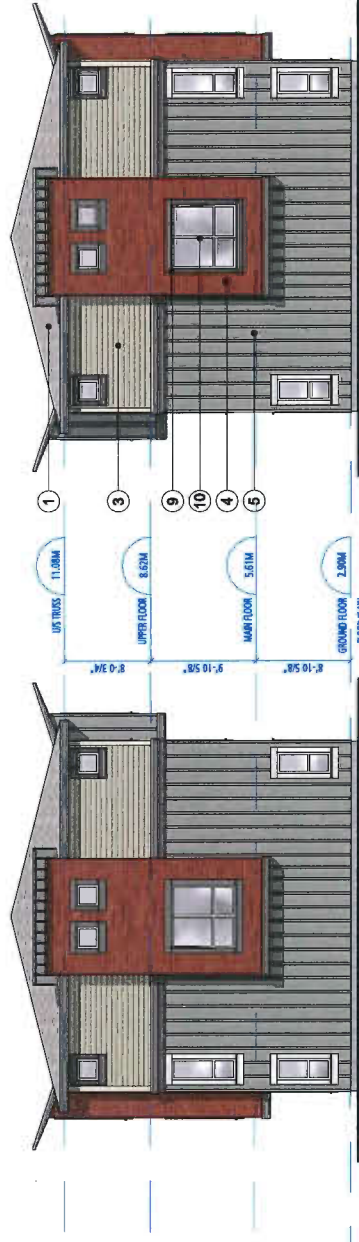 1
3
9
10
4
5
U/S TRUSS 11.08M
8'-0 3/4"
UPPER FLOOR 8.62M
9'-10 5/8"
MAIN FLOOR 5.61M
8'-10 5/8"
GROUND FLOOR 2.90M